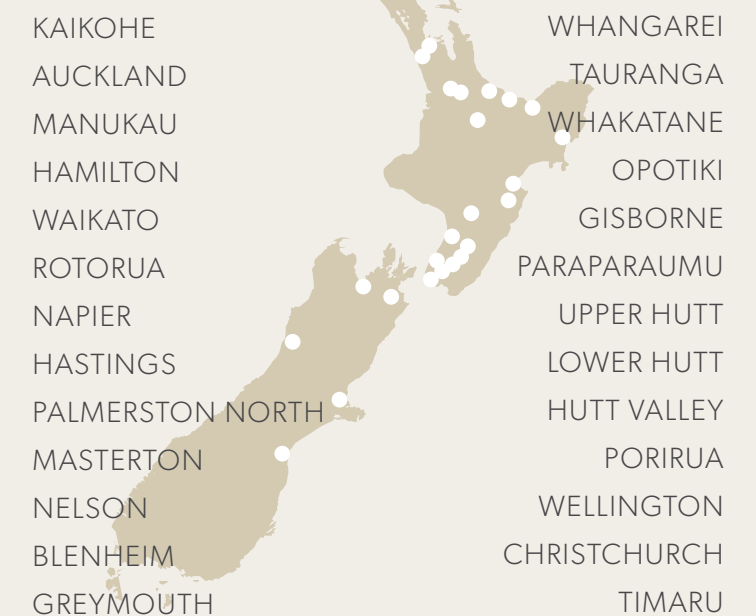 KAIKOHE
AUCKLAND
MANUKAU
HAMILTON
WAIKATO
ROTORUA
NAPIER
HASTINGS
PALMERSTON NORTH
MASTERTON
NELSON
BLENHEIM
GREYMOUTH
WHANGAREI
TAURANGA
WHAKATANE
OPOTIKI
GISBORNE
PARAPARAUMU
UPPER HUTT
LOWER HUTT
HUTT VALLEY
PORIRUA
WELLINGTON
CHRISTCHURCH
TIMARU